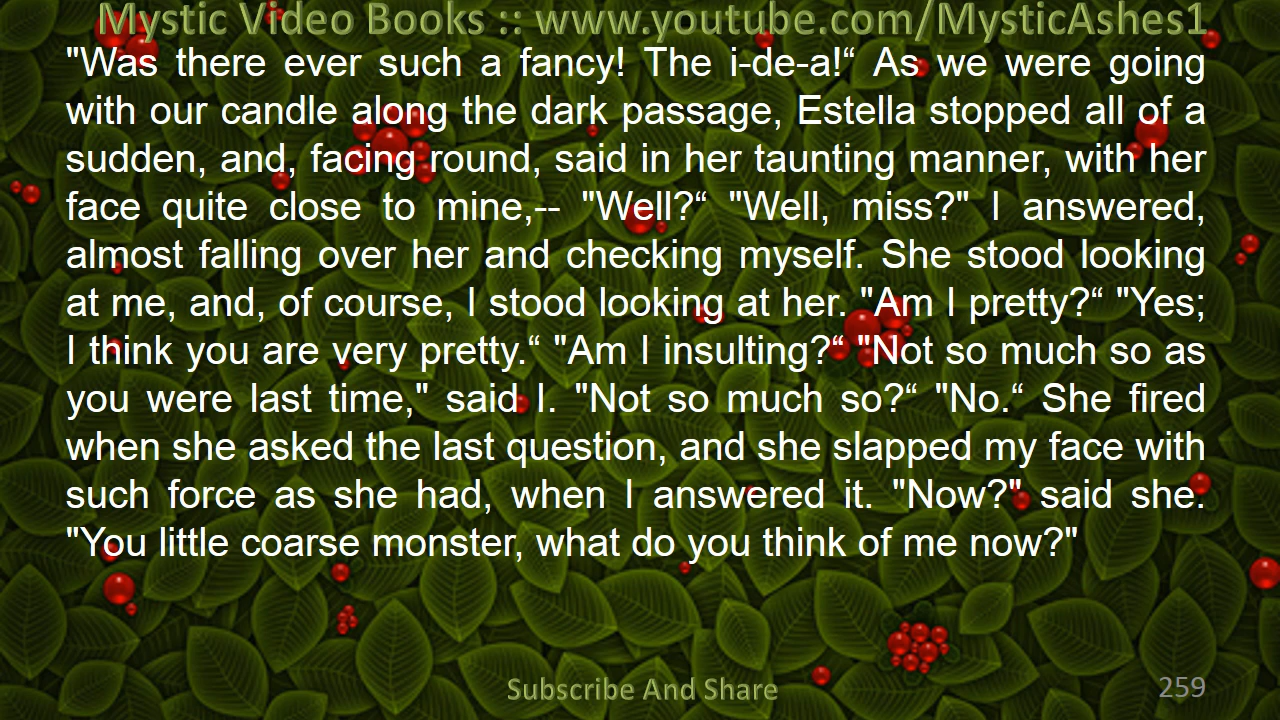 Mystic Video Books :: www.youtube.com/MysticAshes1
"Was there ever such a fancy! The i-de-a!“ As we were going
with our candle along the dark passage, Estella stopped all of a
sudden, and, facing round, said in her taunting manner, with her
face quite close to mine,-- "Well?“ "Well, miss?" I answered,
almost falling over her and checking myself. She stood looking
at me, and, of course, I stood looking at her. "Am I pretty?“ "Yes;
I think you are very pretty.“ "Am I insulting?“ "Not so much so as
you were last time," said I. "Not so much so?“ "No.“ She fired
when she asked the last question, and she slapped my face with
such force as she had, when I answered it. "Now?" said she.
"You little coarse monster, what do you think of me now?"
Subscribe And Share
259